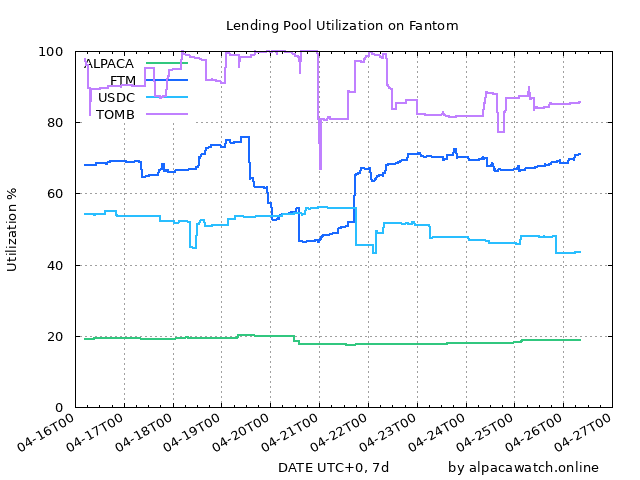 Lending Pool Utilization on Fantom
100
80
60
40
20
0
Utilization %
ALPACA
FTM
USDC
TOMB
04-16T00
04-17T00
04-18T00
04-19T00
04-20T00
04-21T00
04-22T00
04-23T00
04-24T00
04-25T00
04-26T00
04-27T00
DATE UTC+0, 7d
by alpacawatch.online